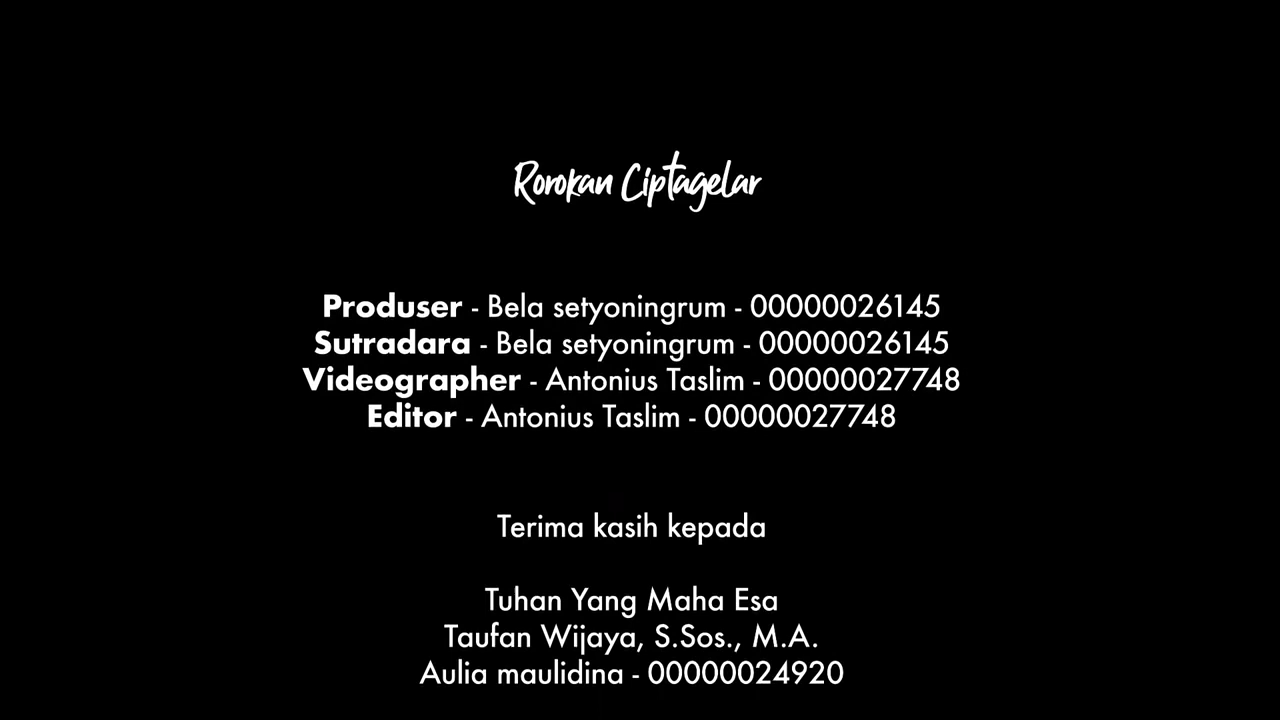 Rorokan Ciptagelar
Produser - Bela setyoningrum - 00000026145
Sutradara - Bela setyoningrum - 00000026145
Videographer - Antonius Taslim - 00000027748
Editor - Antonius Taslim - 00000027748
Terima kasih kepada
Tuhan Yang Maha Esa
Taufan Wijaya, S.Sos., M.A.
Aulia maulidina - 00000024920